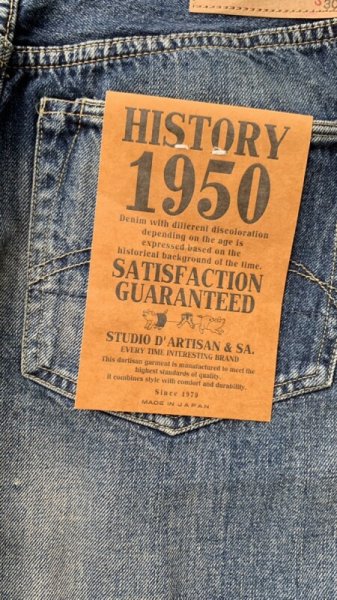 HISTORY
1950
Denim with different discoloration
depending on the age is
expressed based on the
historical background of the time.
SATISFACTION
GUARANTEED
STUDIO D'ARTISAN & SA.
EVERY TIME INTERESTING BRAND
This dartisan garment is manufactured to meet the
highest standards of quality.
it combines style with comfort and durability.
Since 1979
MADE IN JAPAN